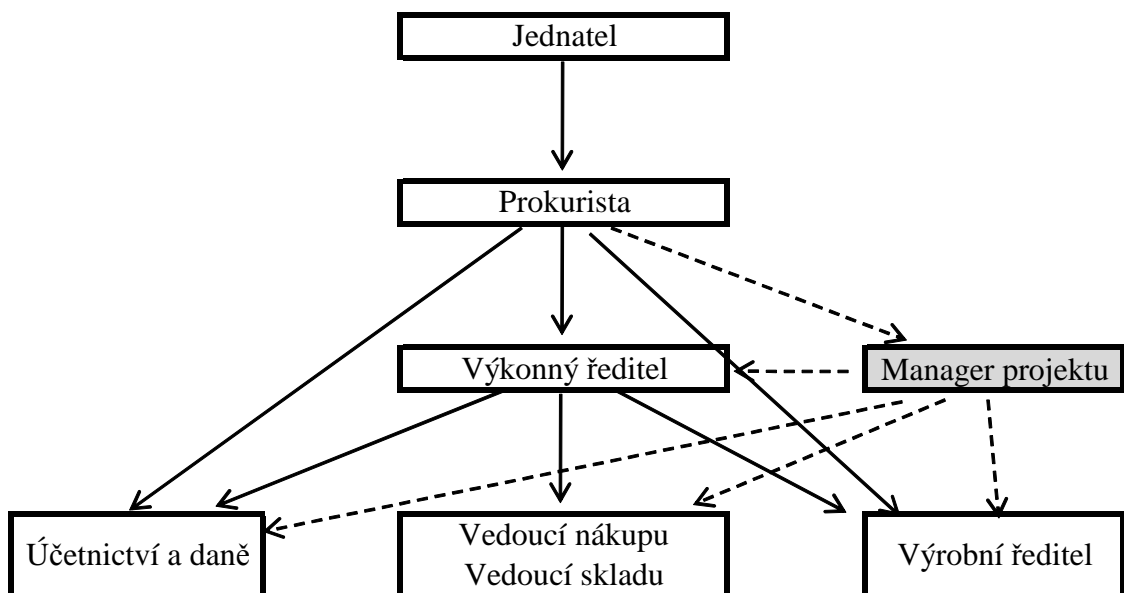 Jednatel
Prokurista
Výkonný ředitel
Manager projektu
Účetnictví a daně
Vedoucí nákupu
Vedoucí skladu
Výrobní ředitel